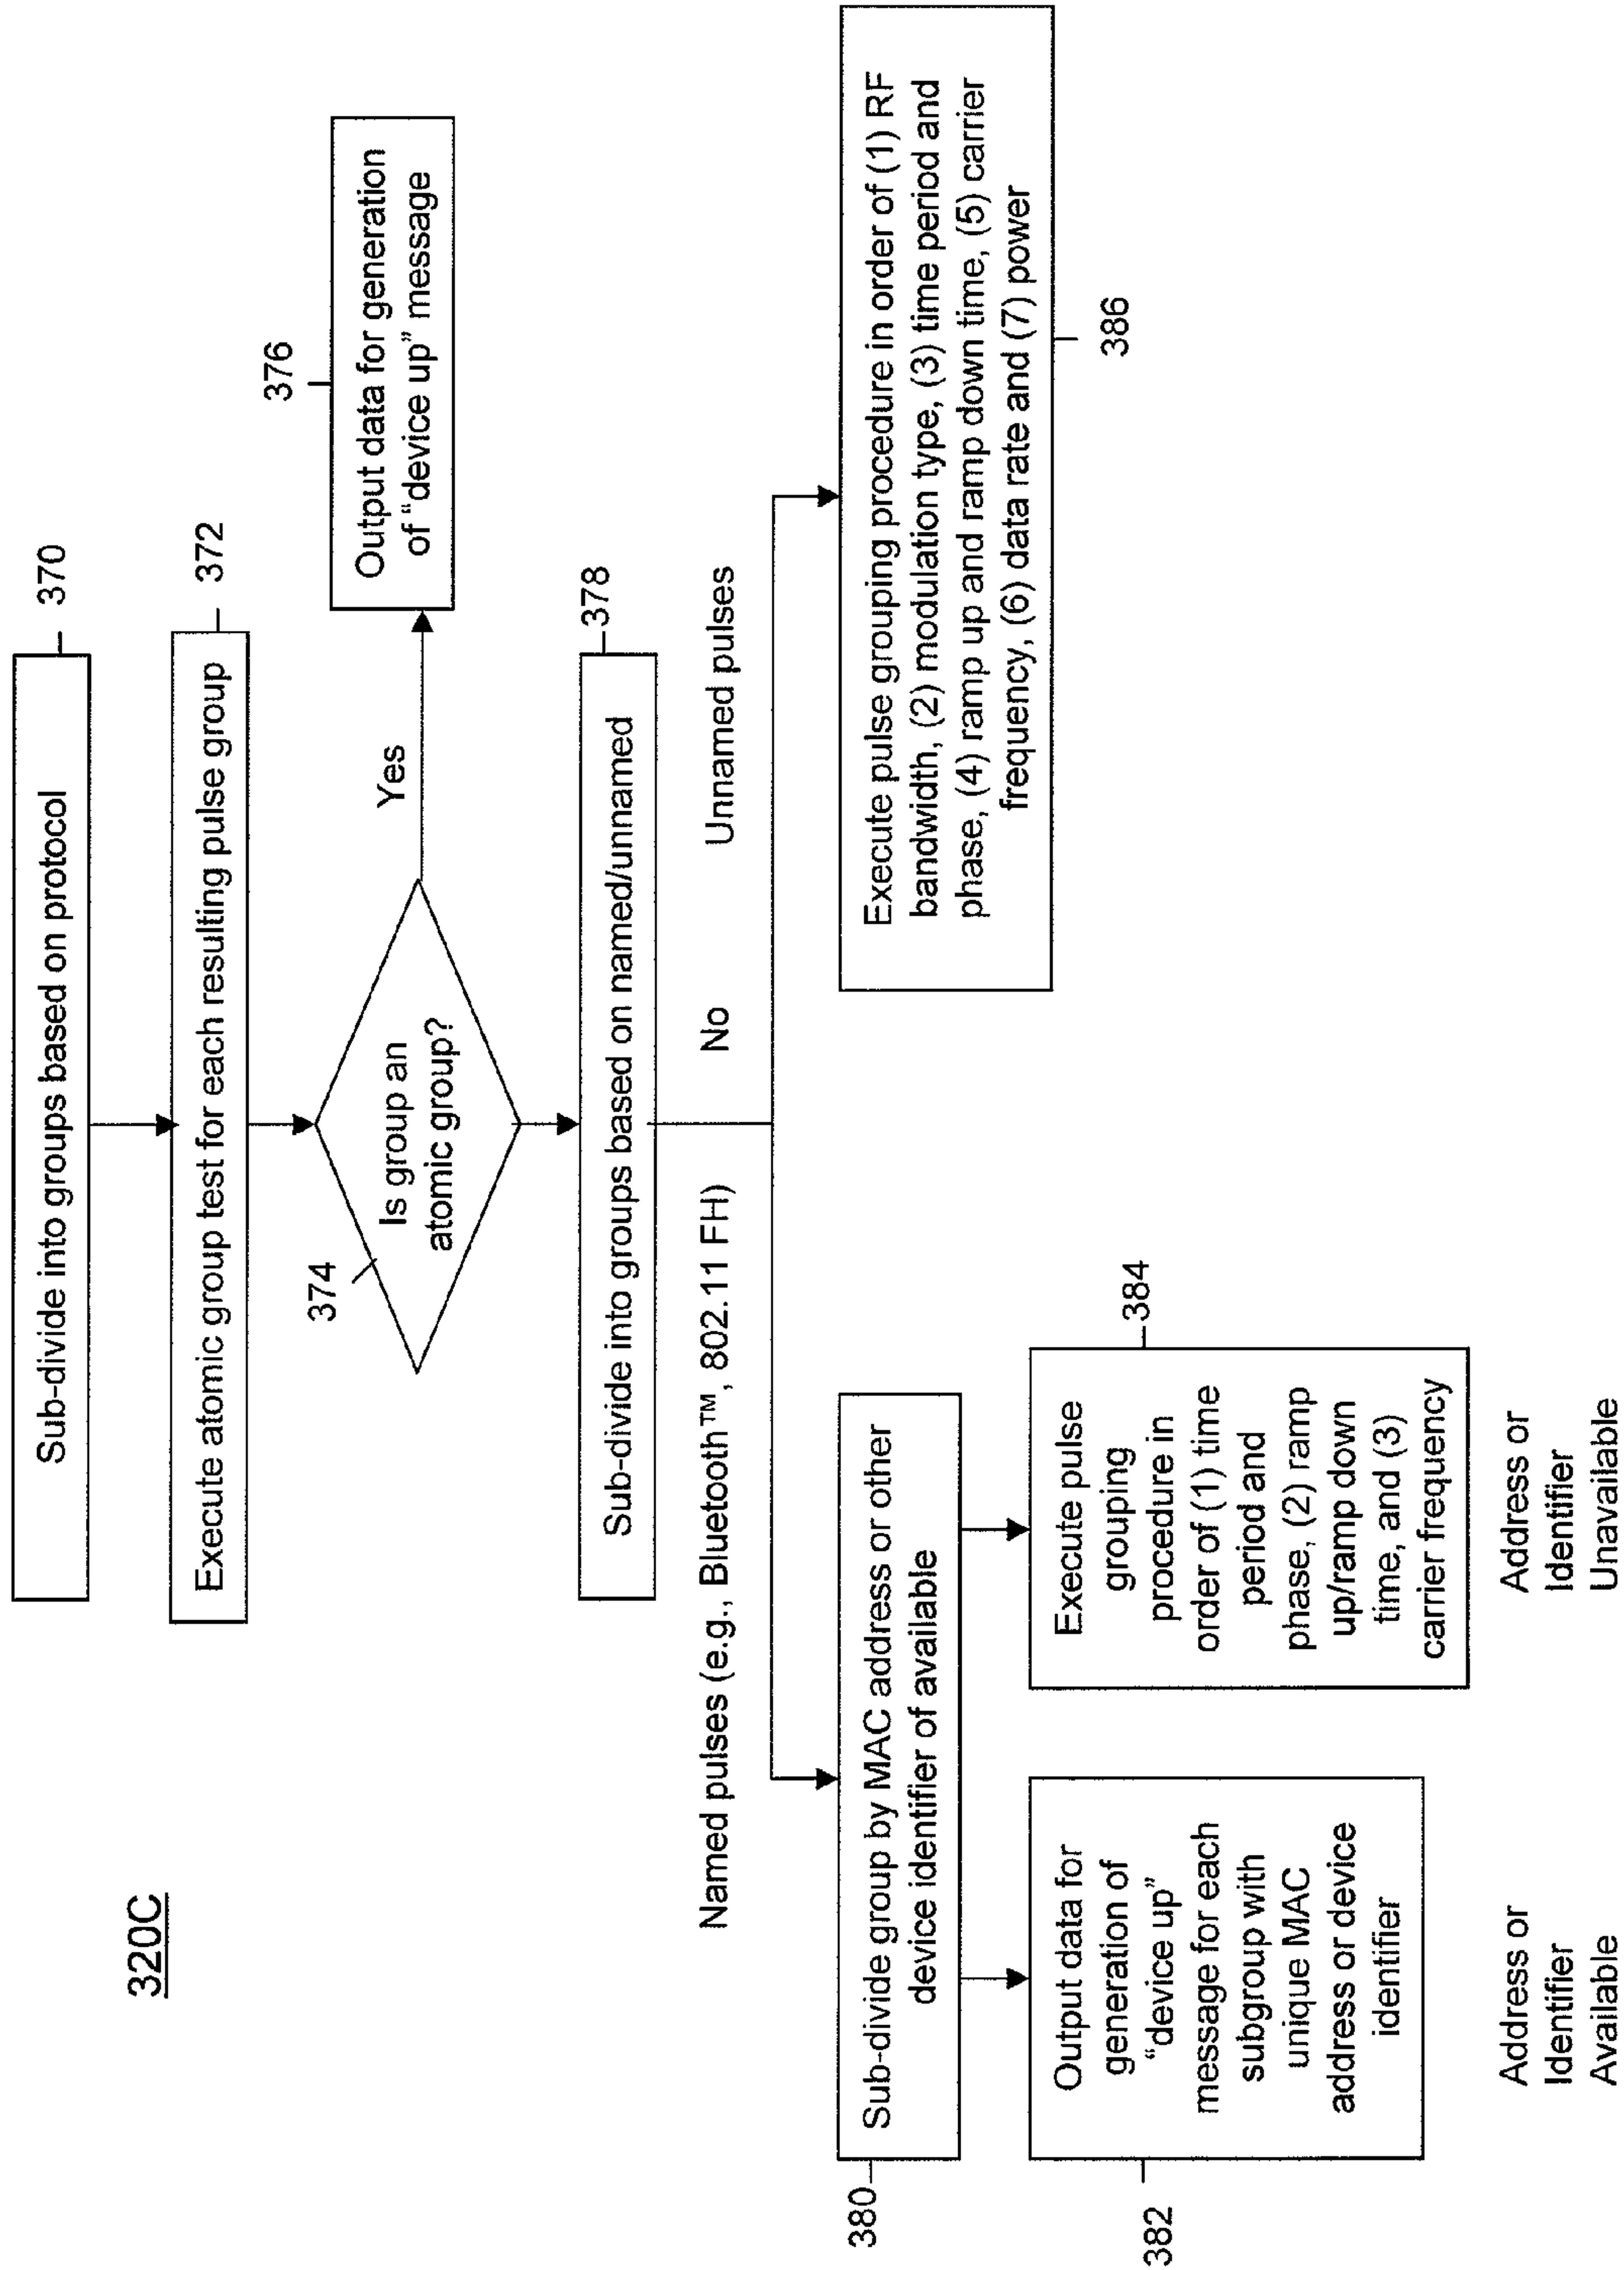 320C
370
Sub-divide into groups based on protocol
372
Execute atomic group test for each resulting pulse group
374
Is group an
atomic group?
Yes
376
Output data for generation
of “device up” message
378
Sub-divide into groups based on named/unnamed
Named pulses (e.g., Bluetooth™, 802.11 FH)
No
Unnamed pulses
380
Sub-divide group by MAC address or other
device identifier of available
382
Output data for
generation of
“device up”
message for each
subgroup with
unique MAC
address or device
identifier
Address or
Identifier
Available
384
Execute pulse
grouping
procedure in
order of (1) time
period and
phase, (2) ramp
up/ramp down
time, and (3)
carrier frequency
Address or
Identifier
Unavailable
Execute pulse grouping procedure in order of (1) RF
bandwidth, (2) modulation type, (3) time period and
phase, (4) ramp up and ramp down time, (5) carrier
frequency, (6) data rate and (7) power
386